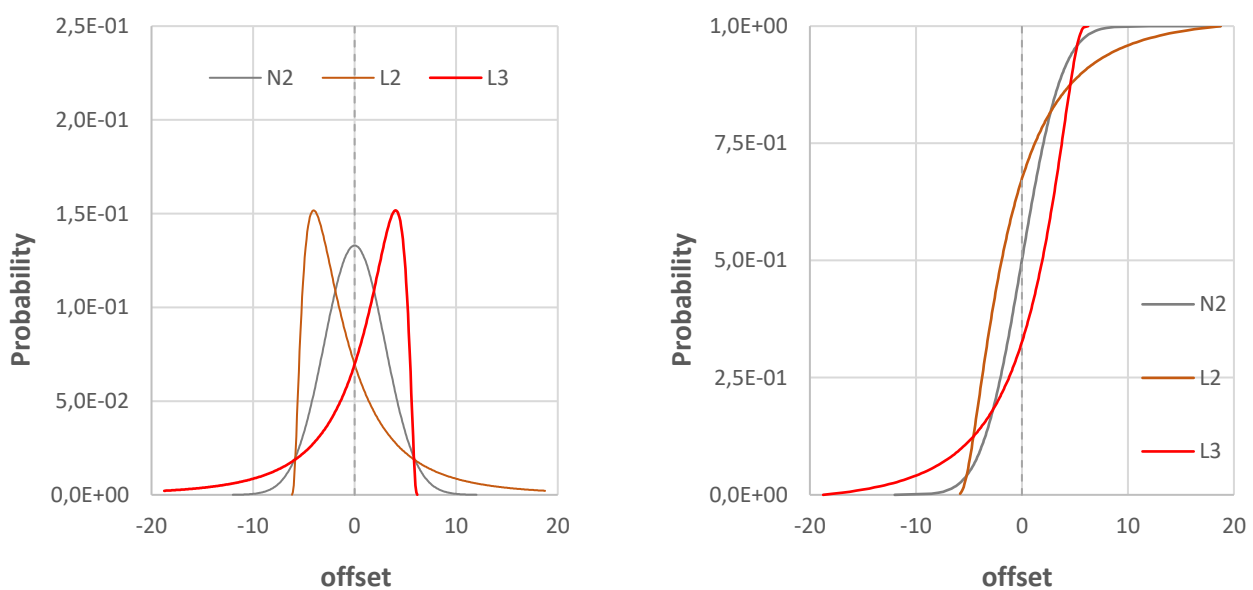 2,5E-01
N2 L2 L3
2,0E-01
1,5E-01
1,0E-01
5,0E-02
0,0E+00
-20 -10 0 10 20
Probability
offset
1,0E+00
7,5E-01
5,0E-01
2,5E-01
0,0E+00
-20 -10 0 10 20
Probability
offset
N2
L2
L3